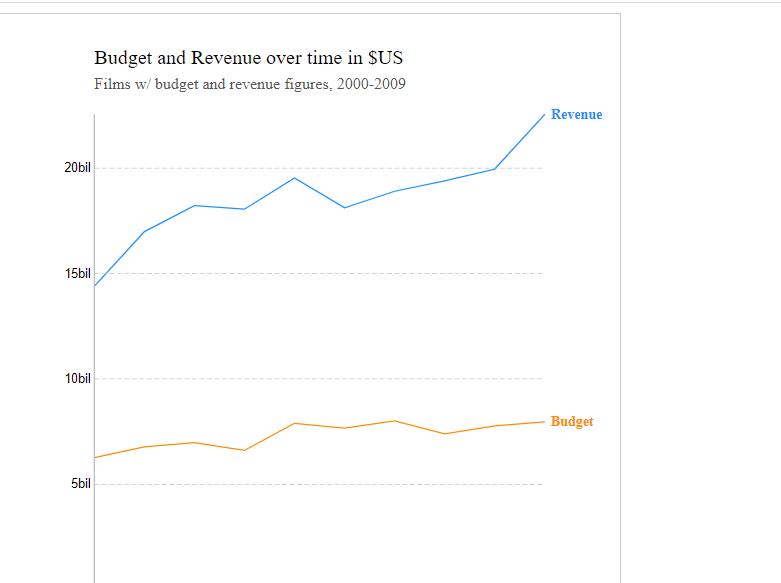 Budget and Revenue over time in $US
Films w/ budget and revenue figures, 2000-2009
Revenue
20bil
15bil
10bil
Budget
5bil